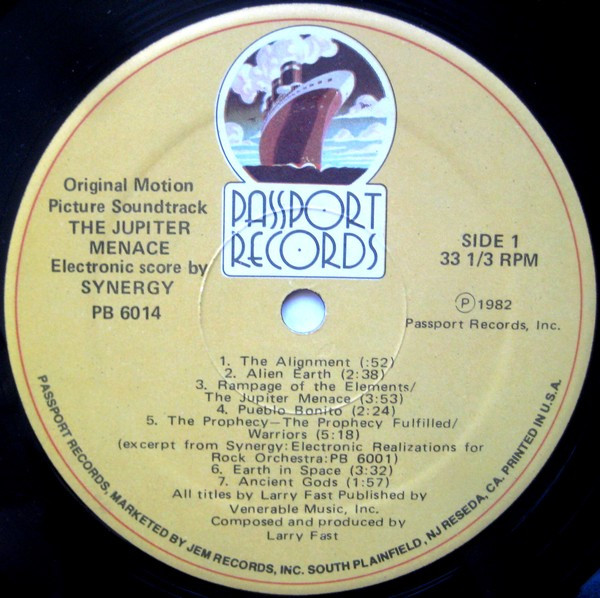 PASSPORT
RECORDS
Original Motion
Picture Soundtrack
THE JUPITER
MENACE
Electronic score by
SYNERGY
PB 6014
SIDE 1
33 1/3 RPM
Ⓟ 1982
Passport Records, Inc.
1. The Alignment (:52)
2. Alien Earth (2:38)
3. Rampage of the Elements/
The Jupiter Menace (3:53)
4. Pueblo Bonito (2:24)
5. The Prophecy—The Prophecy Fulfilled/
Warriors (5:18)
(excerpt from Synergy:Electronic Realizations for
Rock Orchestra:PB 6001)
6. Earth in Space (3:32)
7. Ancient Gods (1:57)
All titles by Larry Fast Published by
Venerable Music, Inc.
Composed and produced by
Larry Fast
PASSPORT RECORDS, MARKETED BY JEM RECORDS, INC. SOUTH PLAINFIELD, NJ RESEDA, CA. PRINTED IN U.S.A.